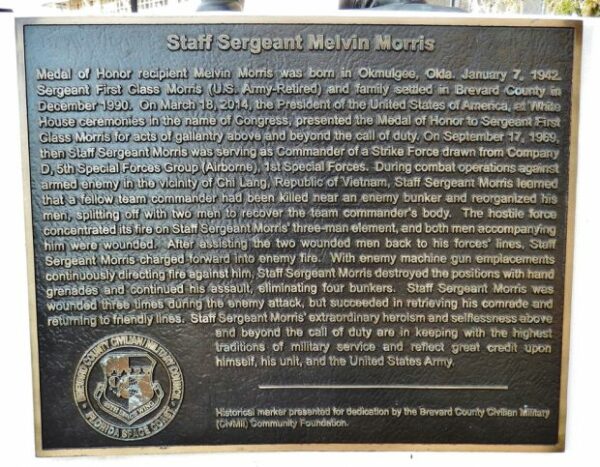 Staff Sergeant Melvin Morris
Medal of Honor recipient Melvin Morris was born in Okmulgee, Okla. January 7, 1942.
Sergeant First Class Morris (U.S. Army-Retired) and family settled in Brevard County in
December 1990. On March 18, 2014, the President of the United States of America, at White
House ceremonies in the name of Congress, presented the Medal of Honor to Sergeant First
Glass Morris for acts of gallantry above and beyond the call of duty. On September 17, 1969,
then Staff Sergeant Morris was serving as Commander of a Strike Force drawn from Company
D, 5th Special Forces Group (Airborne), 1st Special Forces. During combat operations against
armed enemy in the vicinity of Chi Lang, Republic of Vietnam, Staff Sergeant Morris learned
that a fellow team commander had been killed near an enemy bunker and reorganized his
men, splitting off with two men to recover the team commander's body. The hostile force
concentrated its fire on Staff Sergeant Morris' three-man element, and both men accompanying
him were wounded. After assisting the two wounded men back to his forces' lines, Staff
Sergeant Morris charged forward into enemy fire. With enemy machine gun emplacements
continuously directing fire against him, Staff Sergeant Morris destroyed the positions with hand
grenades and continued his assault, eliminating four bunkers. Staff Sergeant Morris was
wounded three times during the enemy attack, but succeeded in retrieving his comrade and
returning to friendly lines. Staff Sergeant Morris' extraordinary heroism and selflessness above
and beyond the call of duty are in keeping with the highest
traditions of military service and reflect great credit upon
himself, his unit, and the United States Army.
BREVARD COUNTY CIVILIAN/MILITARY COUNCIL
FLORIDA SPACE COAST
Historical marker presented for dedication by the Brevard County Civilian Military
(CivMil) Community Foundation.